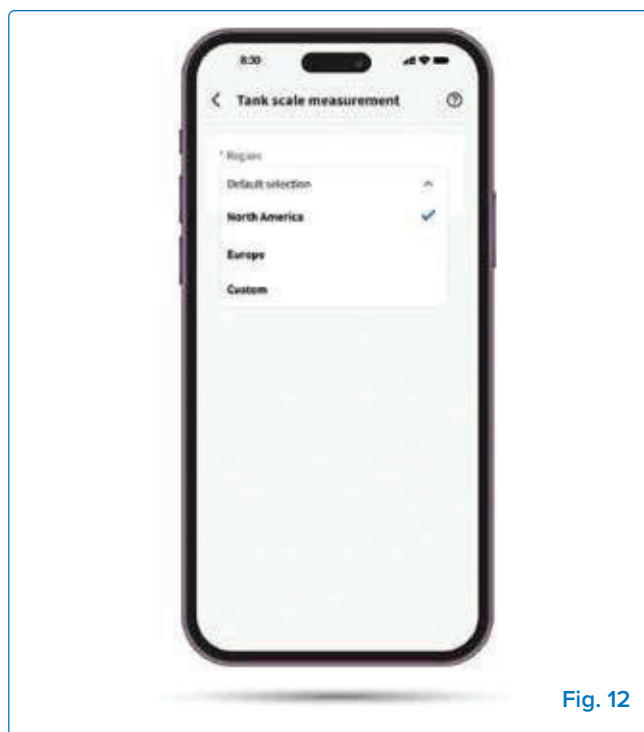 8:30
Tank scale measurement
* Region
Default selection
North America
Europe
Custom
Fig. 12